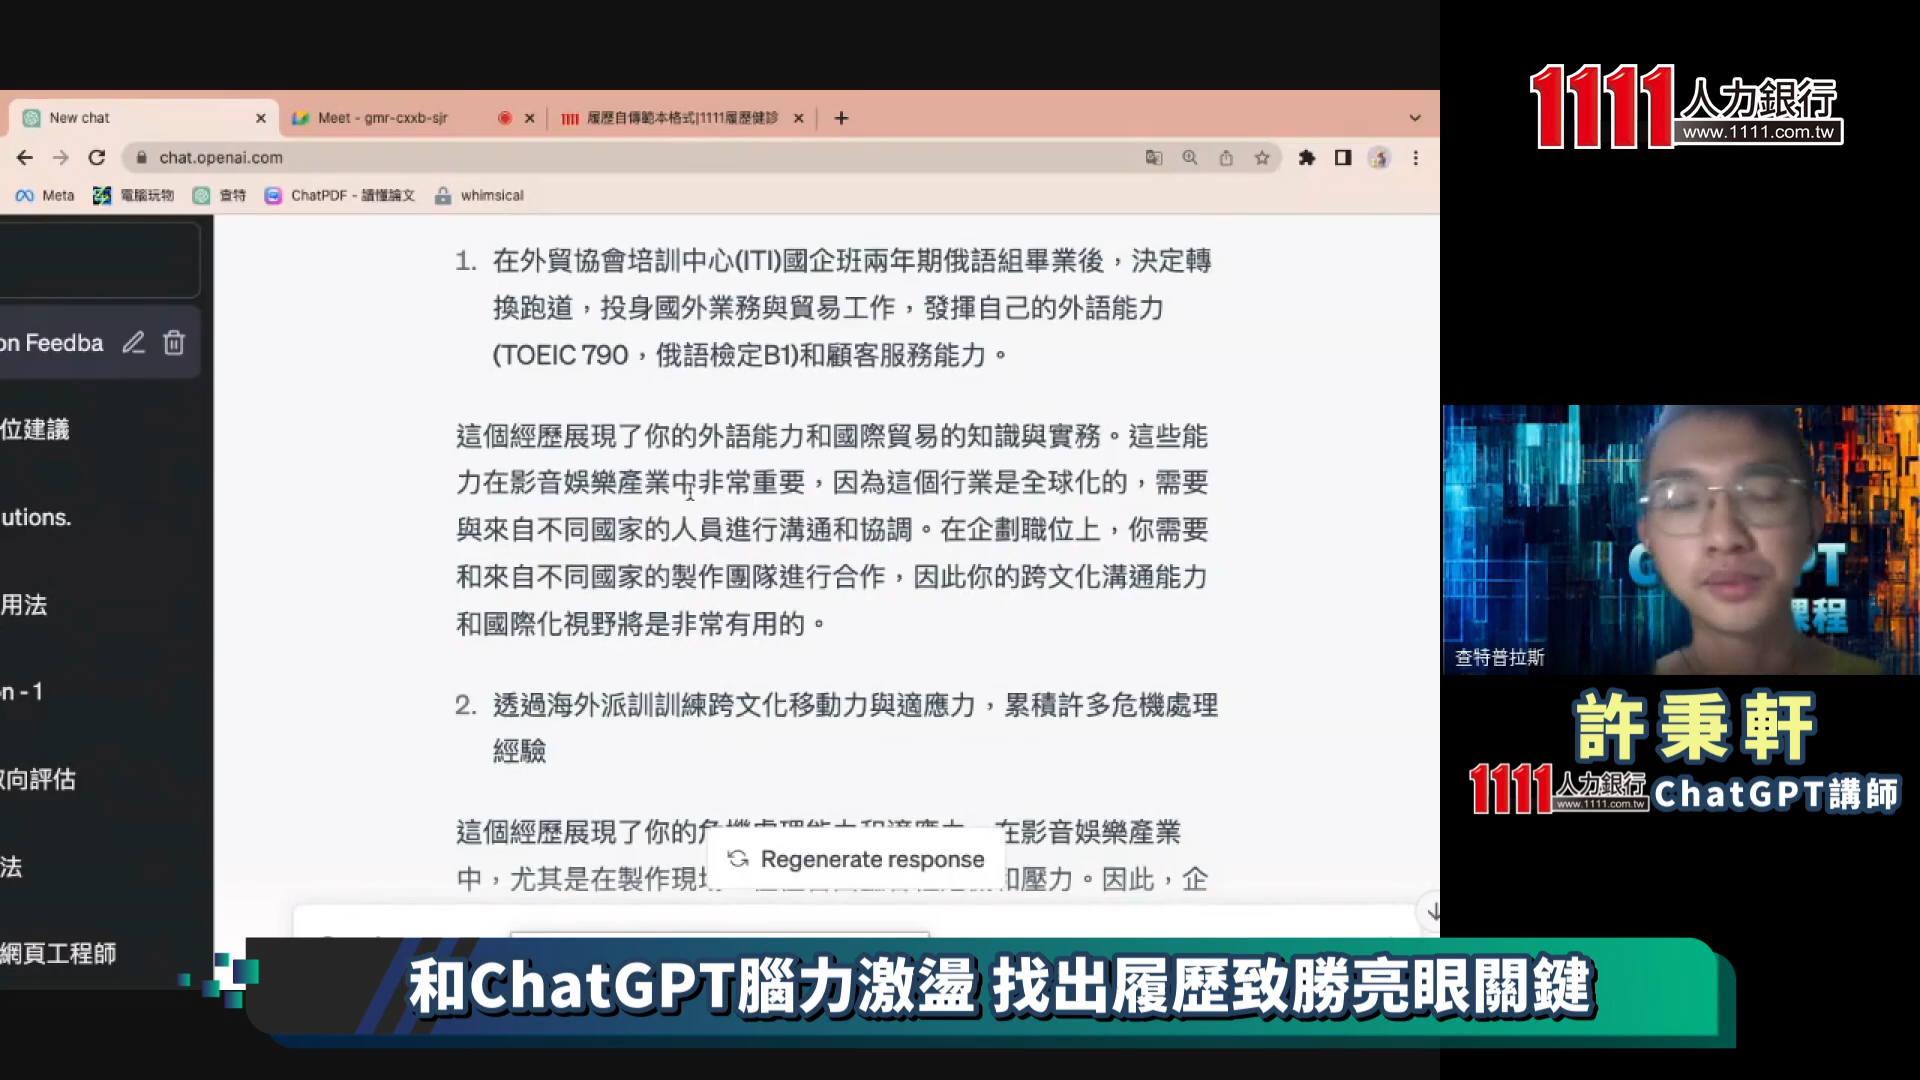 New chat
Meet - gmr-cxxb-sjr
1111 履歷自傳範本格式|1111履歷健診
chat.openai.com
Meta
電腦玩物
查特
ChatPDF - 讀懂論文
whimsical
on Feedba
位建議
utions.
用法
n - 1
向評估
法
網頁工程師
1. 在外貿協會培訓中心(ITI)國企班兩年期俄語組畢業後，決定轉
換跑道，投身國外業務與貿易工作，發揮自己的外語能力
(TOEIC 790，俄語檢定B1)和顧客服務能力。
這個經歷展現了你的外語能力和國際貿易的知識與實務。這些能
力在影音娛樂產業中非常重要，因為這個行業是全球化的，需要
與來自不同國家的人員進行溝通和協調。在企劃職位上，你需要
和來自不同國家的製作團隊進行合作，因此你的跨文化溝通能力
和國際化視野將是非常有用的。
2. 透過海外派訓訓練跨文化移動力與適應力，累積許多危機處理
經驗
這個經歷展現了你的危機處理能力和適應力。在影音娛樂產業
中，尤其是在製作現場
和壓力。因此，企
Regenerate response
和ChatGPT腦力激盪 找出履歷致勝亮眼關鍵
1111人力銀行
www.1111.com.tw
PT
課程
查特普拉斯
許秉軒
1111人力銀行 ChatGPT講師
www.1111.com.tw